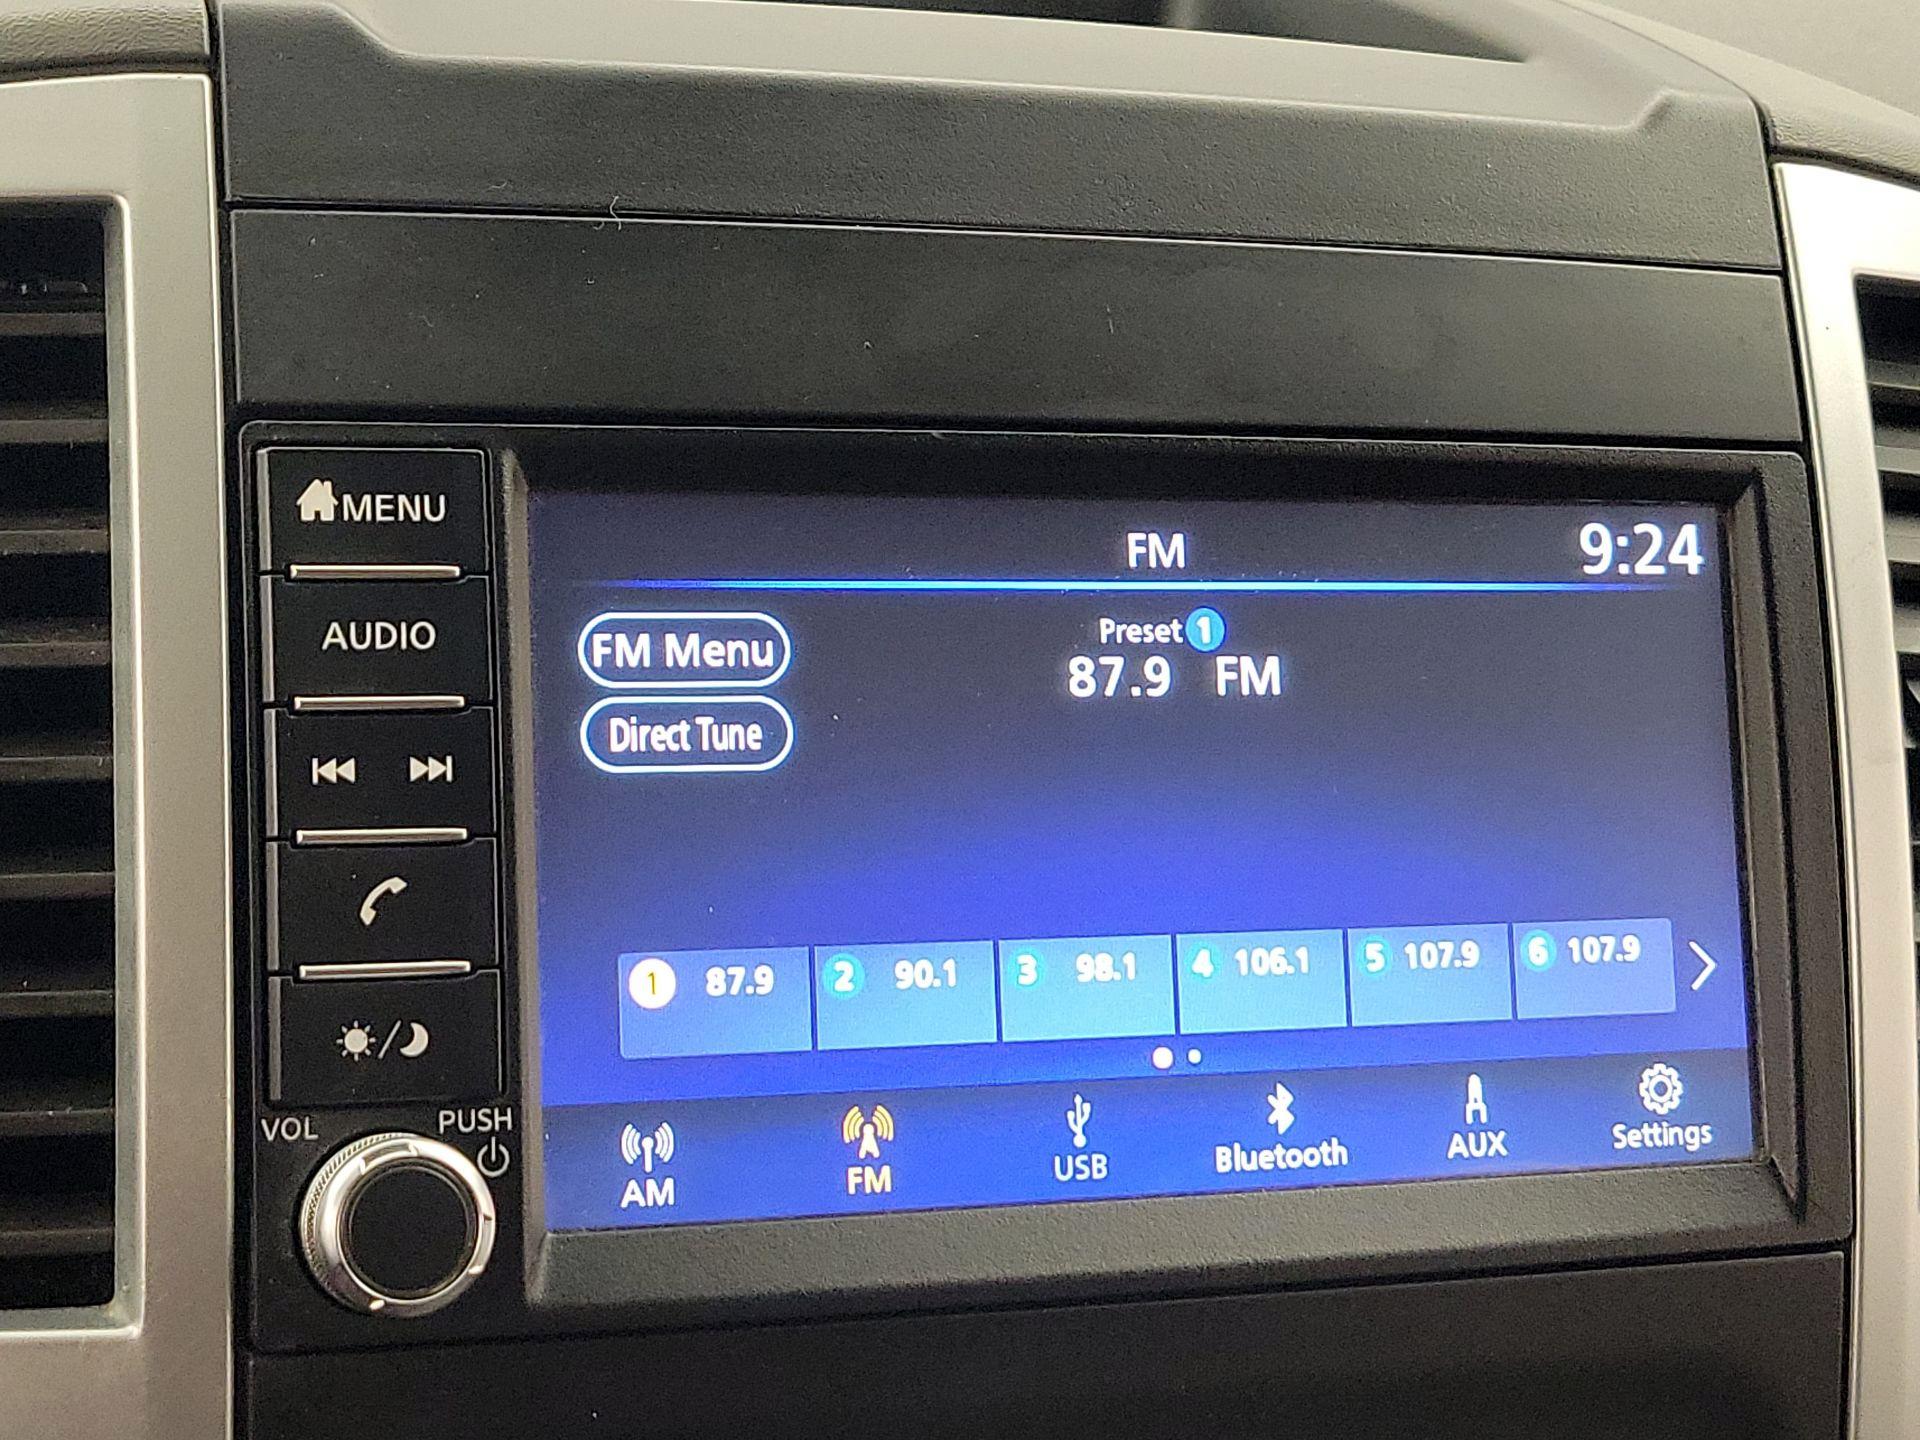 MENU
AUDIO
VOL
PUSH
FM
9:24
FM Menu
Direct Tune
Preset 1
87.9 FM
1 87.9
2 90.1
3 98.1
4 106.1
5 107.9
6 107.9
AM
FM
USB
Bluetooth
AUX
Settings